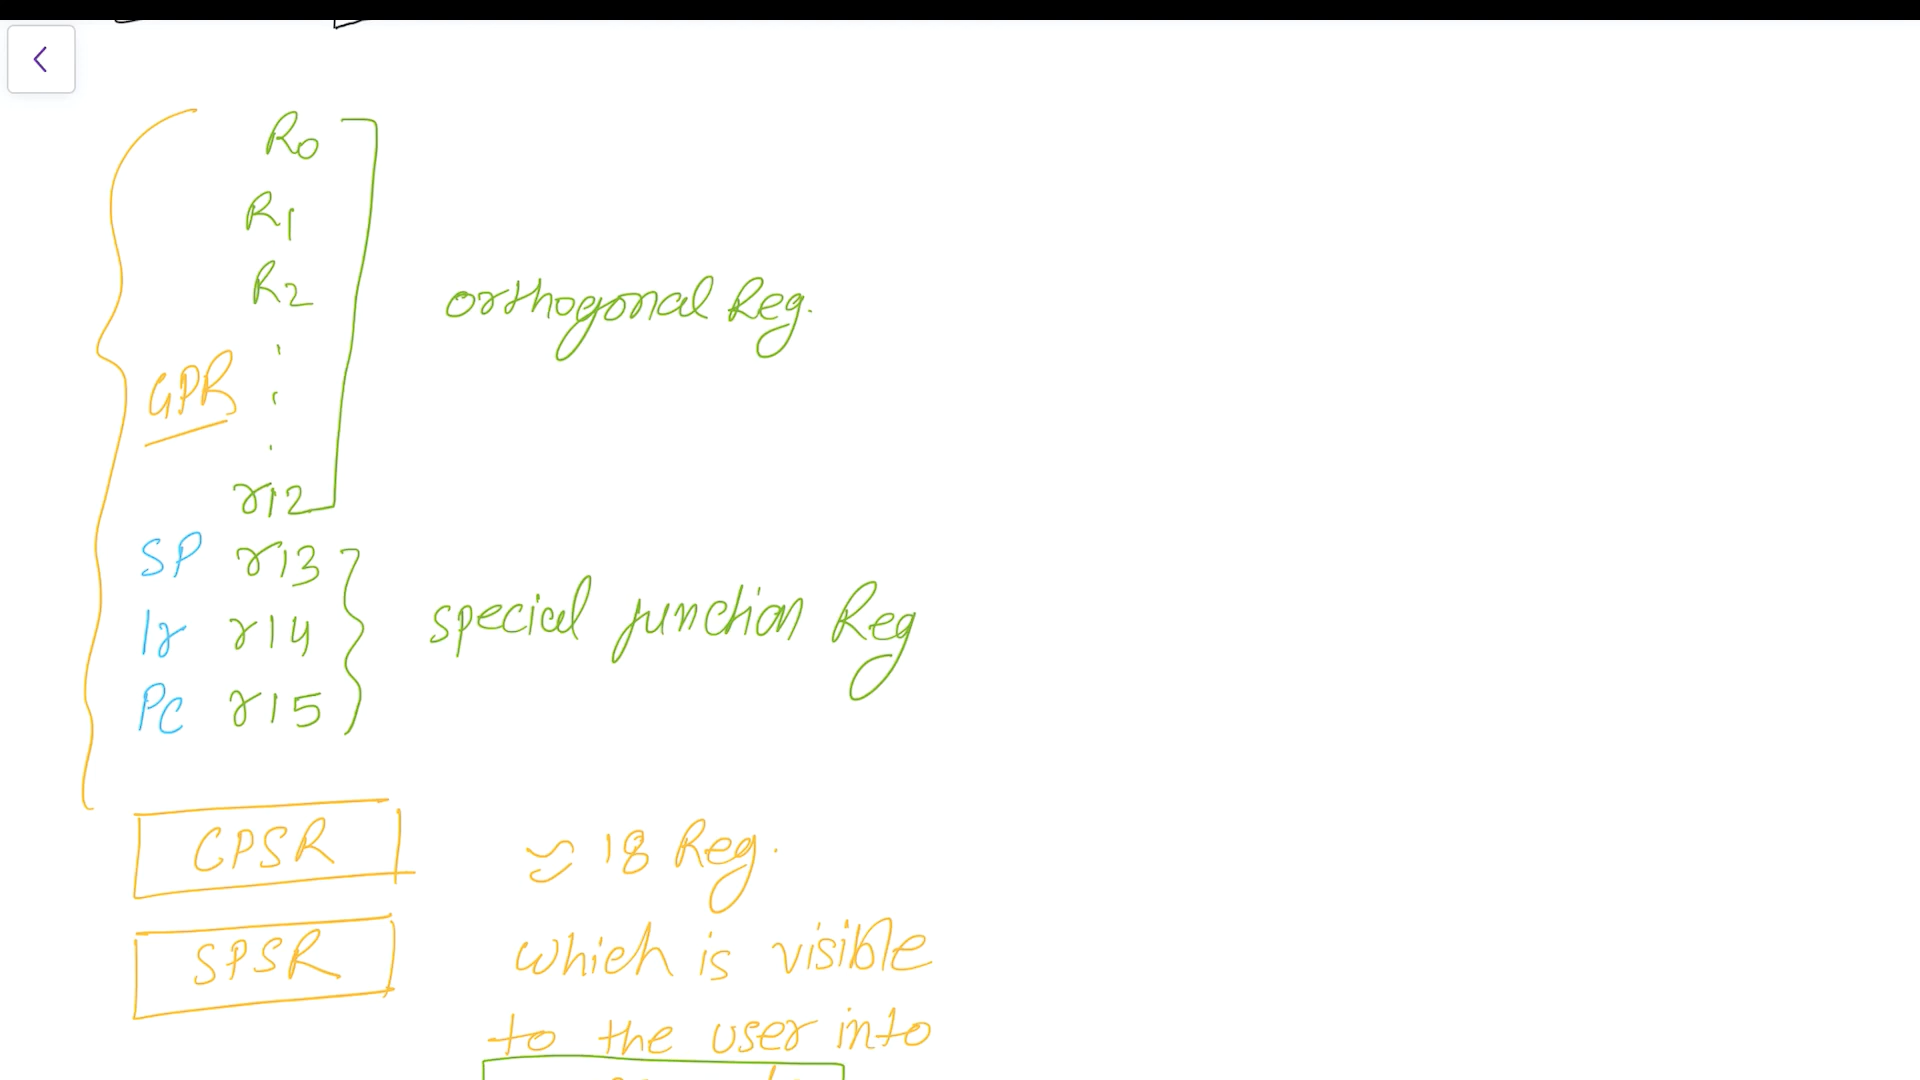 R0
R1
R2
GPR
r12
SP r13
lr r14
PC r15
orthogonal Reg.
special function Reg
CPSR
SPSR
≈ 18 Reg.
which is visible
to the user into